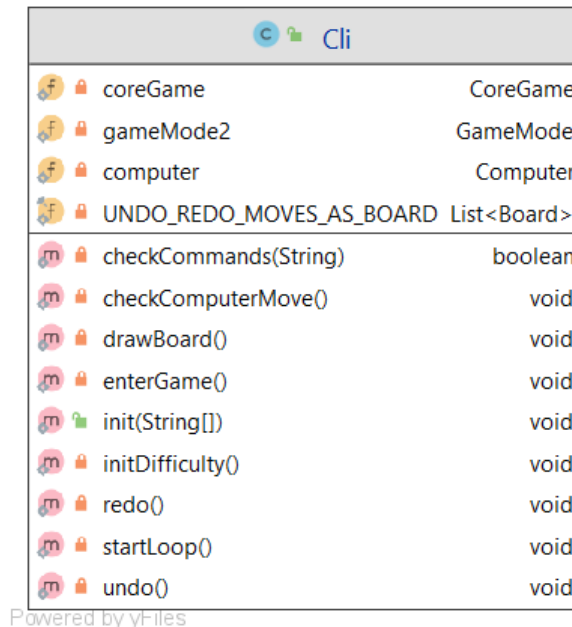 C Cli
f coreGame CoreGame
f gameMode2 GameMode
f computer Computer
f UNDO_REDO_MOVES_AS_BOARD List<Board>
m checkCommands(String) boolean
m checkComputerMove() void
m drawBoard() void
m enterGame() void
m init(String[]) void
m initDifficulty() void
m redo() void
m startLoop() void
m undo() void
Powered by yFiles